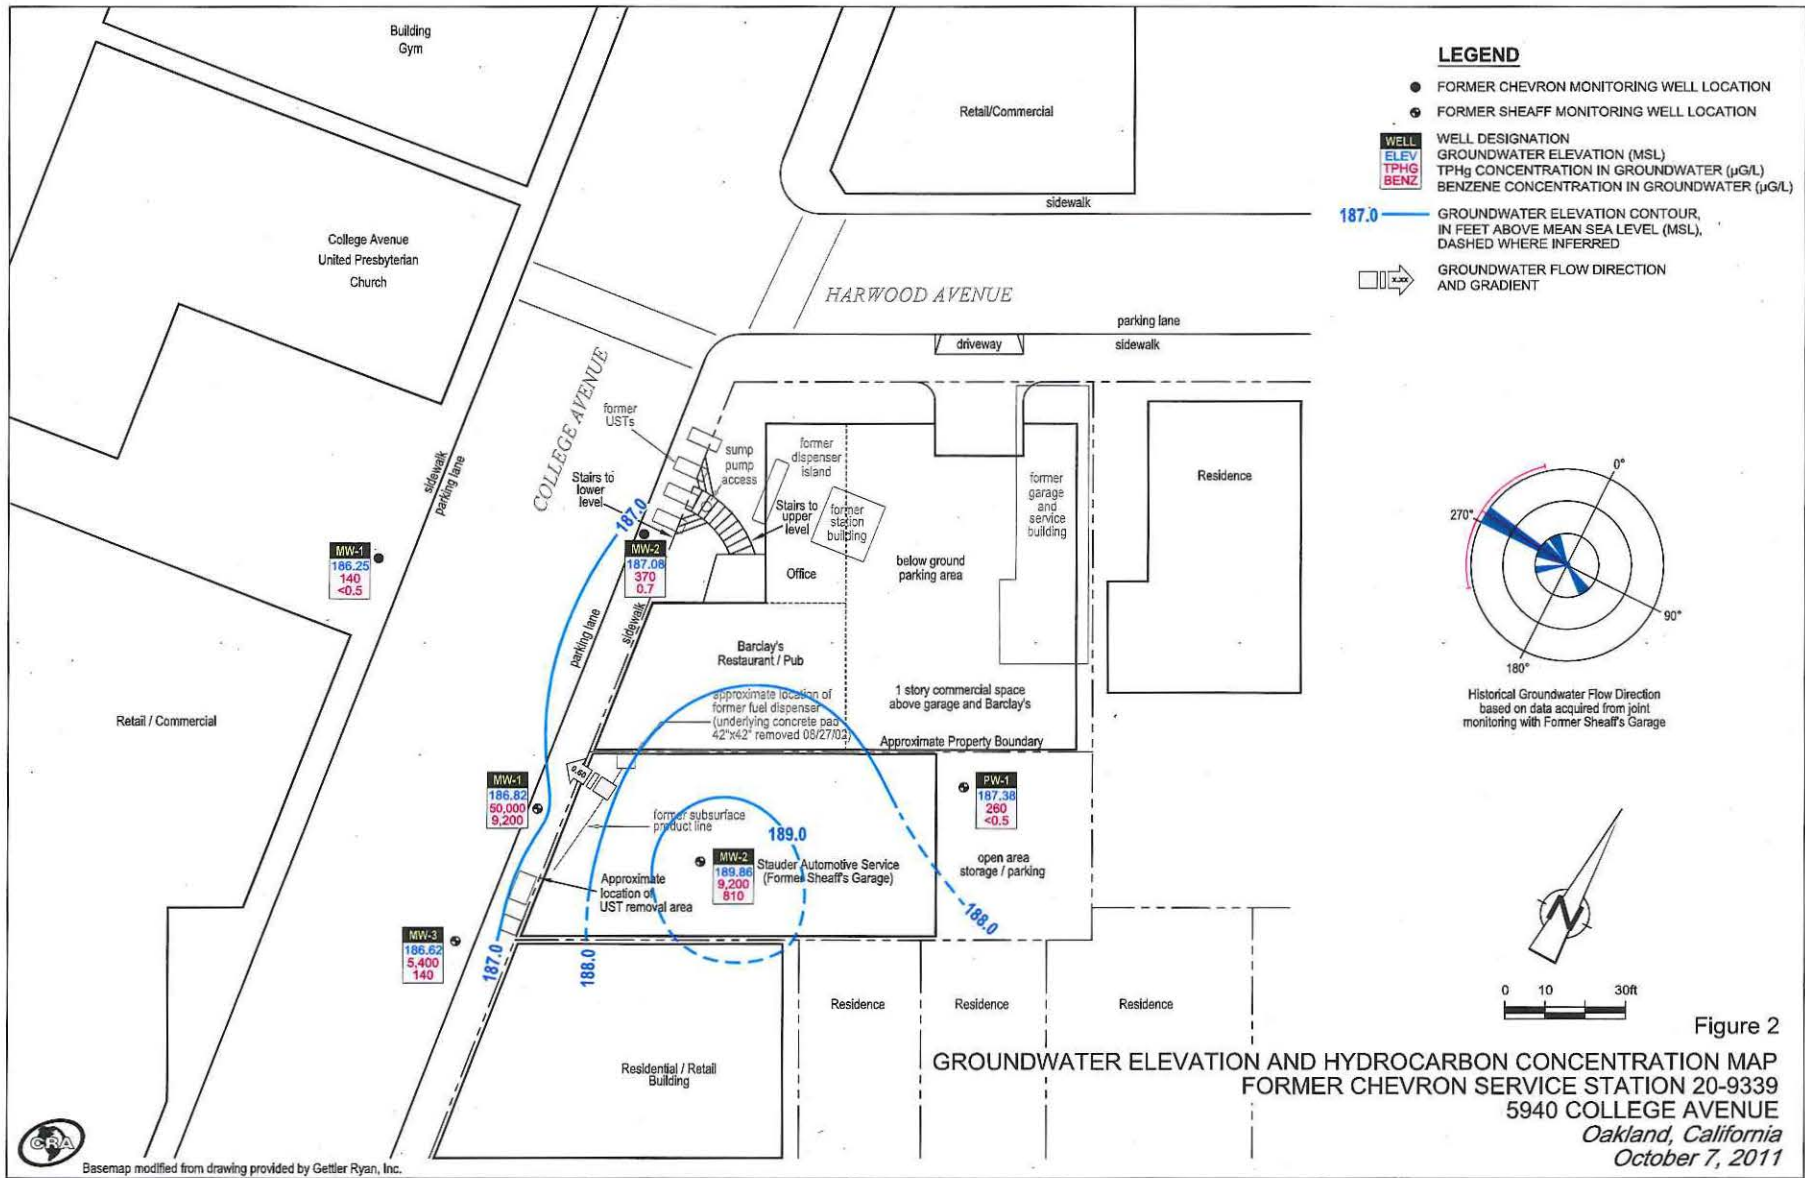 Building
Gym
Retail/Commercial
LEGEND
FORMER CHEVRON MONITORING WELL LOCATION
FORMER SHEAFF MONITORING WELL LOCATION
WELL
ELEV
TPHG
BENZ
WELL DESIGNATION
GROUNDWATER ELEVATION (MSL)
TPHg CONCENTRATION IN GROUNDWATER (µG/L)
BENZENE CONCENTRATION IN GROUNDWATER (µG/L)
187.0
GROUNDWATER ELEVATION CONTOUR,
IN FEET ABOVE MEAN SEA LEVEL (MSL),
DASHED WHERE INFERRED
x.xx
GROUNDWATER FLOW DIRECTION
AND GRADIENT
sidewalk
College Avenue
United Presbyterian
Church
HARWOOD AVENUE
parking lane
sidewalk
driveway
COLLEGE AVENUE
sidewalk
parking lane
former
USTs
sump
pump
access
former
dispenser
island
Stairs to
lower
level
Stairs to
upper
level
former
station
building
former
garage
and
service
building
Residence
0°
270°
90°
180°
Historical Groundwater Flow Direction
based on data acquired from joint
monitoring with Former Sheaff's Garage
187.0
MW-1
186.25
140
<0.5
MW-2
187.08
370
0.7
Office
below ground
parking area
parking lane
sidewalk
Barclay's
Restaurant / Pub
approximate location of
former fuel dispenser
(underlying concrete pad
42"x42" removed 08/27/02)
1 story commercial space
above garage and Barclay's
Approximate Property Boundary
Retail / Commercial
0.60
MW-1
186.82
50,000
9,200
PW-1
187.38
260
<0.5
former subsurface
product line
189.0
MW-2
189.86
9,200
810
Stauder Automotive Service
(Former Sheaff's Garage)
open area
storage / parking
Approximate
location of
UST removal area
188.0
MW-3
186.62
5,400
140
187.0
188.0
Residence
Residence
Residence
N
0 10 30ft
Residential / Retail
Building
Figure 2
GROUNDWATER ELEVATION AND HYDROCARBON CONCENTRATION MAP
FORMER CHEVRON SERVICE STATION 20-9339
5940 COLLEGE AVENUE
Oakland, California
October 7, 2011
CRA
Basemap modified from drawing provided by Gettler Ryan, Inc.